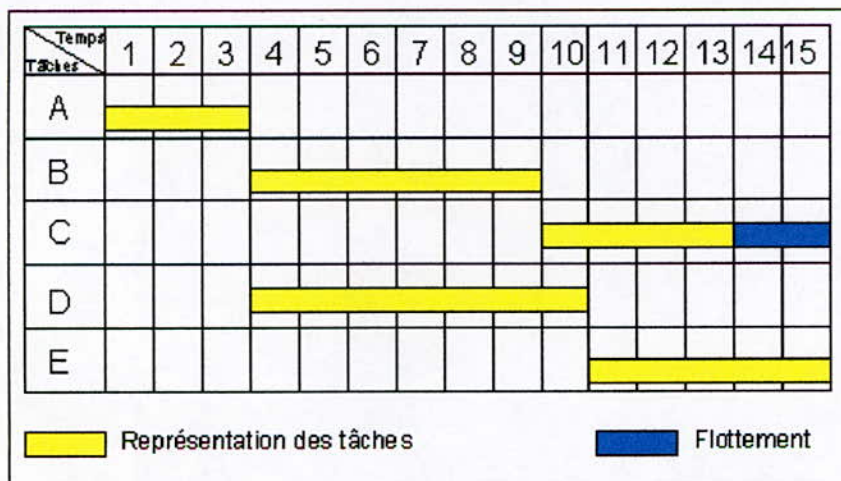 Temps 1 2 3 4 5 6 7 8 9 10 11 12 13 14 15
Tâches
A
B
C
D
E
Représentation des tâches Flottement